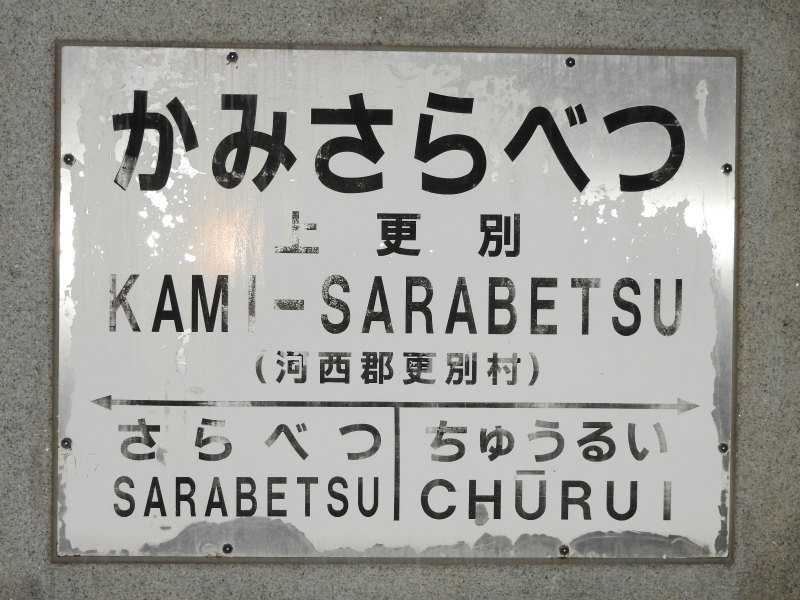 かみさらべつ
上更別
KAMI-SARABETSU
(河西郡更別村)
さらべつ ちゅうるい
SARABETSU CHŪRUI